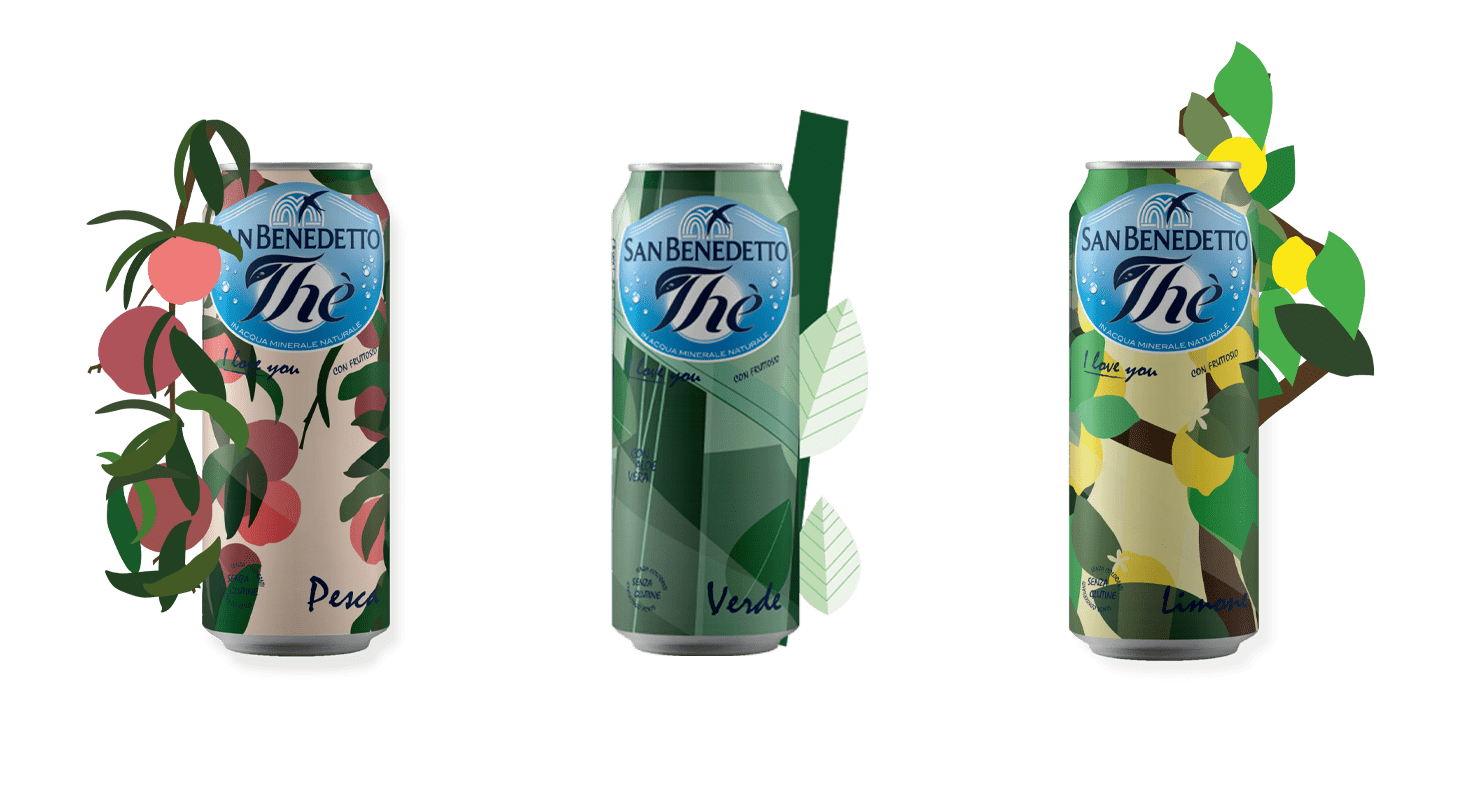 SAN BENEDETTO
Thè
IN ACQUA MINERALE NATURALE
I love you
CON FRUTTOSIO
SENZA
GLUTINE
Pesca
SAN BENEDETTO
Thè
IN ACQUA MINERALE NATURALE
I love you
CON FRUTTOSIO
CON
ALOE
VERA
SENZA
GLUTINE
Verde
SAN BENEDETTO
Thè
IN ACQUA MINERALE NATURALE
I love you
CON FRUTTOSIO
SENZA
GLUTINE
Limone